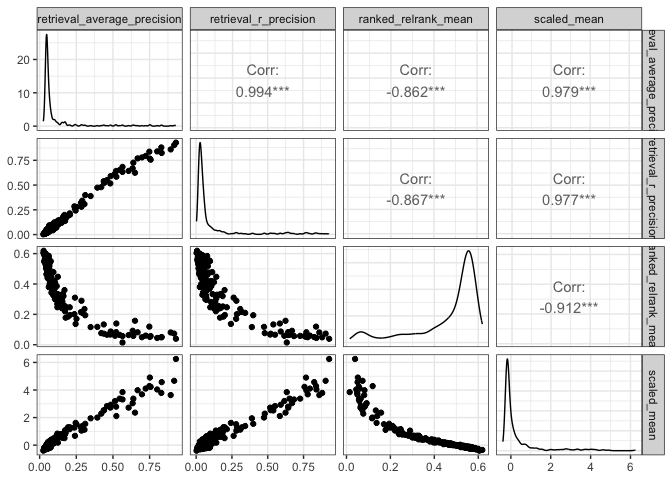 retrieval_average_precision
retrieval_r_precision
ranked_relrank_mean
scaled_mean
20
10
0
Corr:
0.994***
Corr:
-0.862***
Corr:
0.979***
eval_average_preci
0.75
0.50
0.25
0.00
Corr:
-0.867***
Corr:
0.977***
etrieval_r_precision
0.6
0.4
0.2
0.0
Corr:
-0.912***
anked_relrank_mea
6
4
2
0
scaled_mean
0.00 0.25 0.50 0.75
0.00 0.25 0.50 0.75
0.0 0.2 0.4 0.6
0 2 4 6